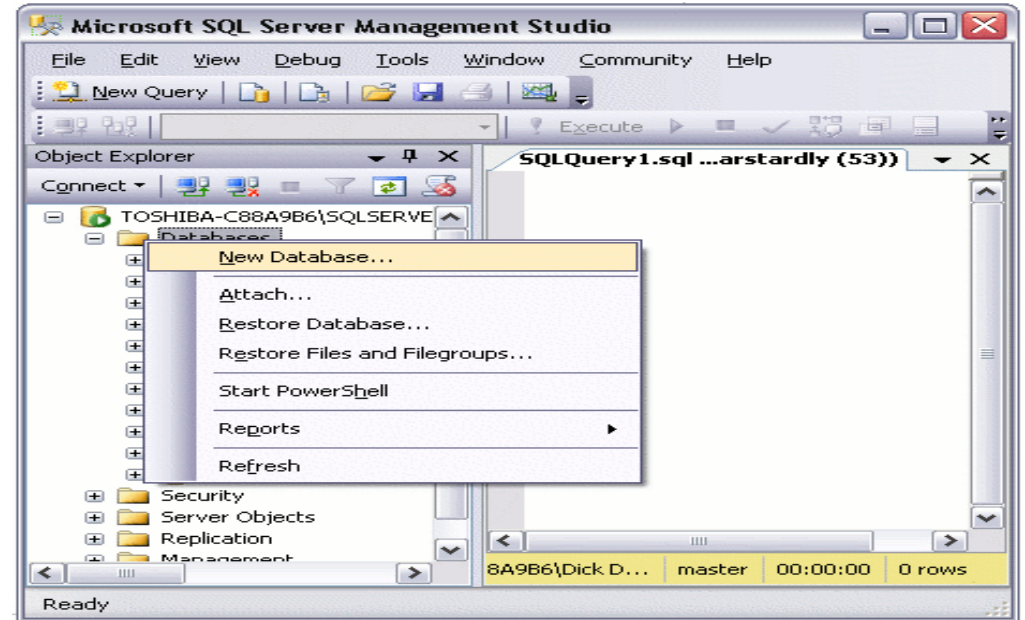 Microsoft SQL Server Management Studio
File Edit View Debug Tools Window Community Help
New Query
Execute
Object Explorer
SQLQuery1.sql ...arstardly (53))
Connect
TOSHIBA-C88A9B6\SQLSERVE
Databases
New Database...
Attach...
Restore Database...
Restore Files and Filegroups...
Start PowerShell
Reports
Refresh
Security
Server Objects
Replication
Management
8A9B6\Dick D... master 00:00:00 0 rows
Ready